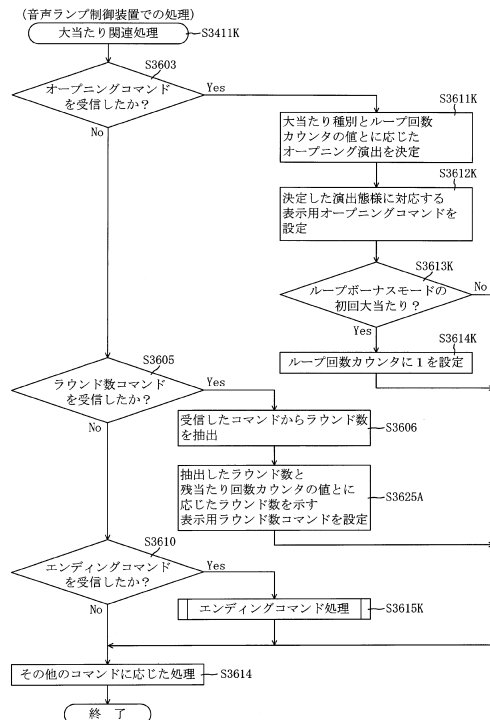 (音声ランプ制御装置での処理)
大当たり関連処理
S3411K
S3603
オープニングコマンド
を受信したか?
Yes
No
S3611K
大当たり種別とループ回数
カウンタの値とに応じた
オープニング演出を決定
S3612K
決定した演出態様に対応する
表示用オープニングコマンドを
設定
S3613K
ループボーナスモードの
初回大当たり?
No
Yes
S3614K
ループ回数カウンタに1を設定
S3605
ラウンド数コマンド
を受信したか?
Yes
No
受信したコマンドからラウンド数
を抽出
S3606
抽出したラウンド数と
残当たり回数カウンタの値とに
応じたラウンド数を示す
表示用ラウンド数コマンドを設定
S3625A
S3610
エンディングコマンド
を受信したか?
Yes
No
エンディングコマンド処理
S3615K
その他のコマンドに応じた処理
S3614
終 了